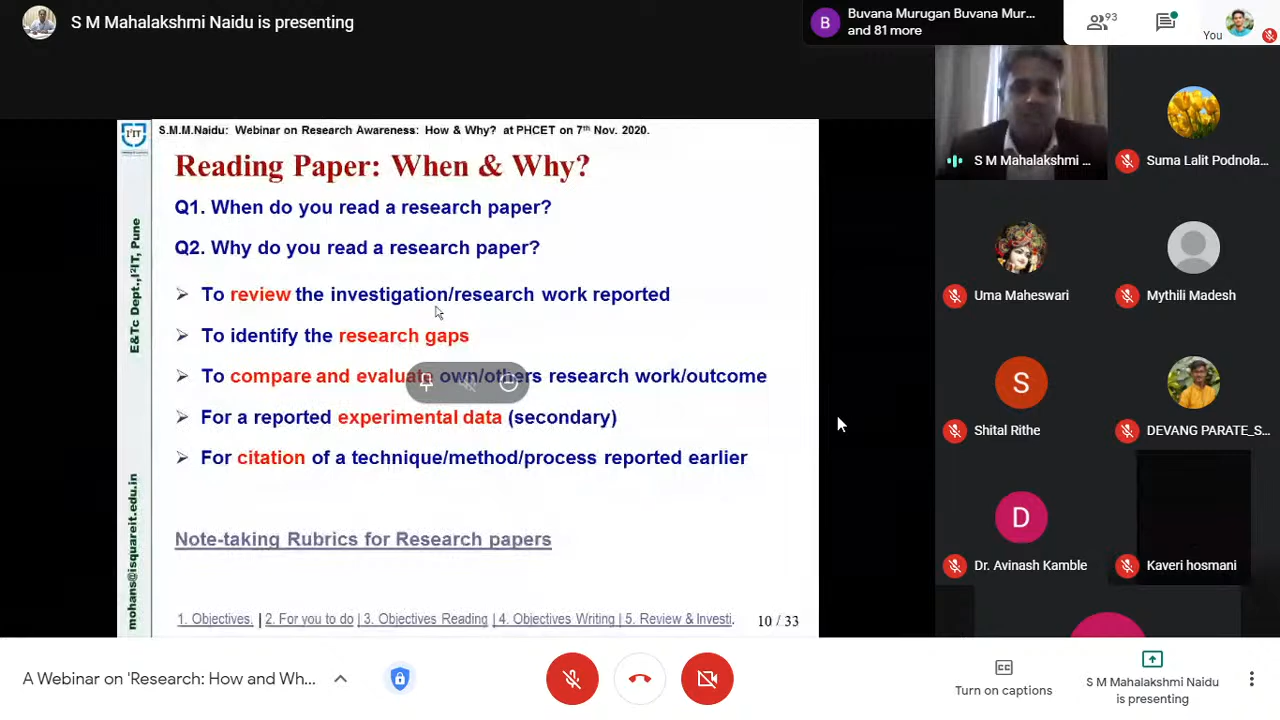 S M Mahalakshmi Naidu is presenting
B
Buvana Murugan Buvana Mur...
and 81 more
93
You
I²IT
S.M.M.Naidu: Webinar on Research Awareness: How & Why? at PHCET on 7th Nov. 2020.
Reading Paper: When & Why?
Q1. When do you read a research paper?
Q2. Why do you read a research paper?
To review the investigation/research work reported
To identify the research gaps
To compare and evaluate own/others research work/outcome
For a reported experimental data (secondary)
For citation of a technique/method/process reported earlier
Note-taking Rubrics for Research papers
1. Objectives. | 2. For you to do | 3. Objectives Reading | 4. Objectives Writing | 5. Review & Investi.
10 / 33
E&Tc Dept.,I²IT, Pune
mohans@isquareit.edu.in
S M Mahalakshmi ...
Suma Lalit Podnola...
Uma Maheswari
Mythili Madesh
S
Shital Rithe
DEVANG PARATE_S...
D
Dr. Avinash Kamble
Kaveri hosmani
A Webinar on 'Research: How and Wh...
CC
Turn on captions
S M Mahalakshmi Naidu
is presenting